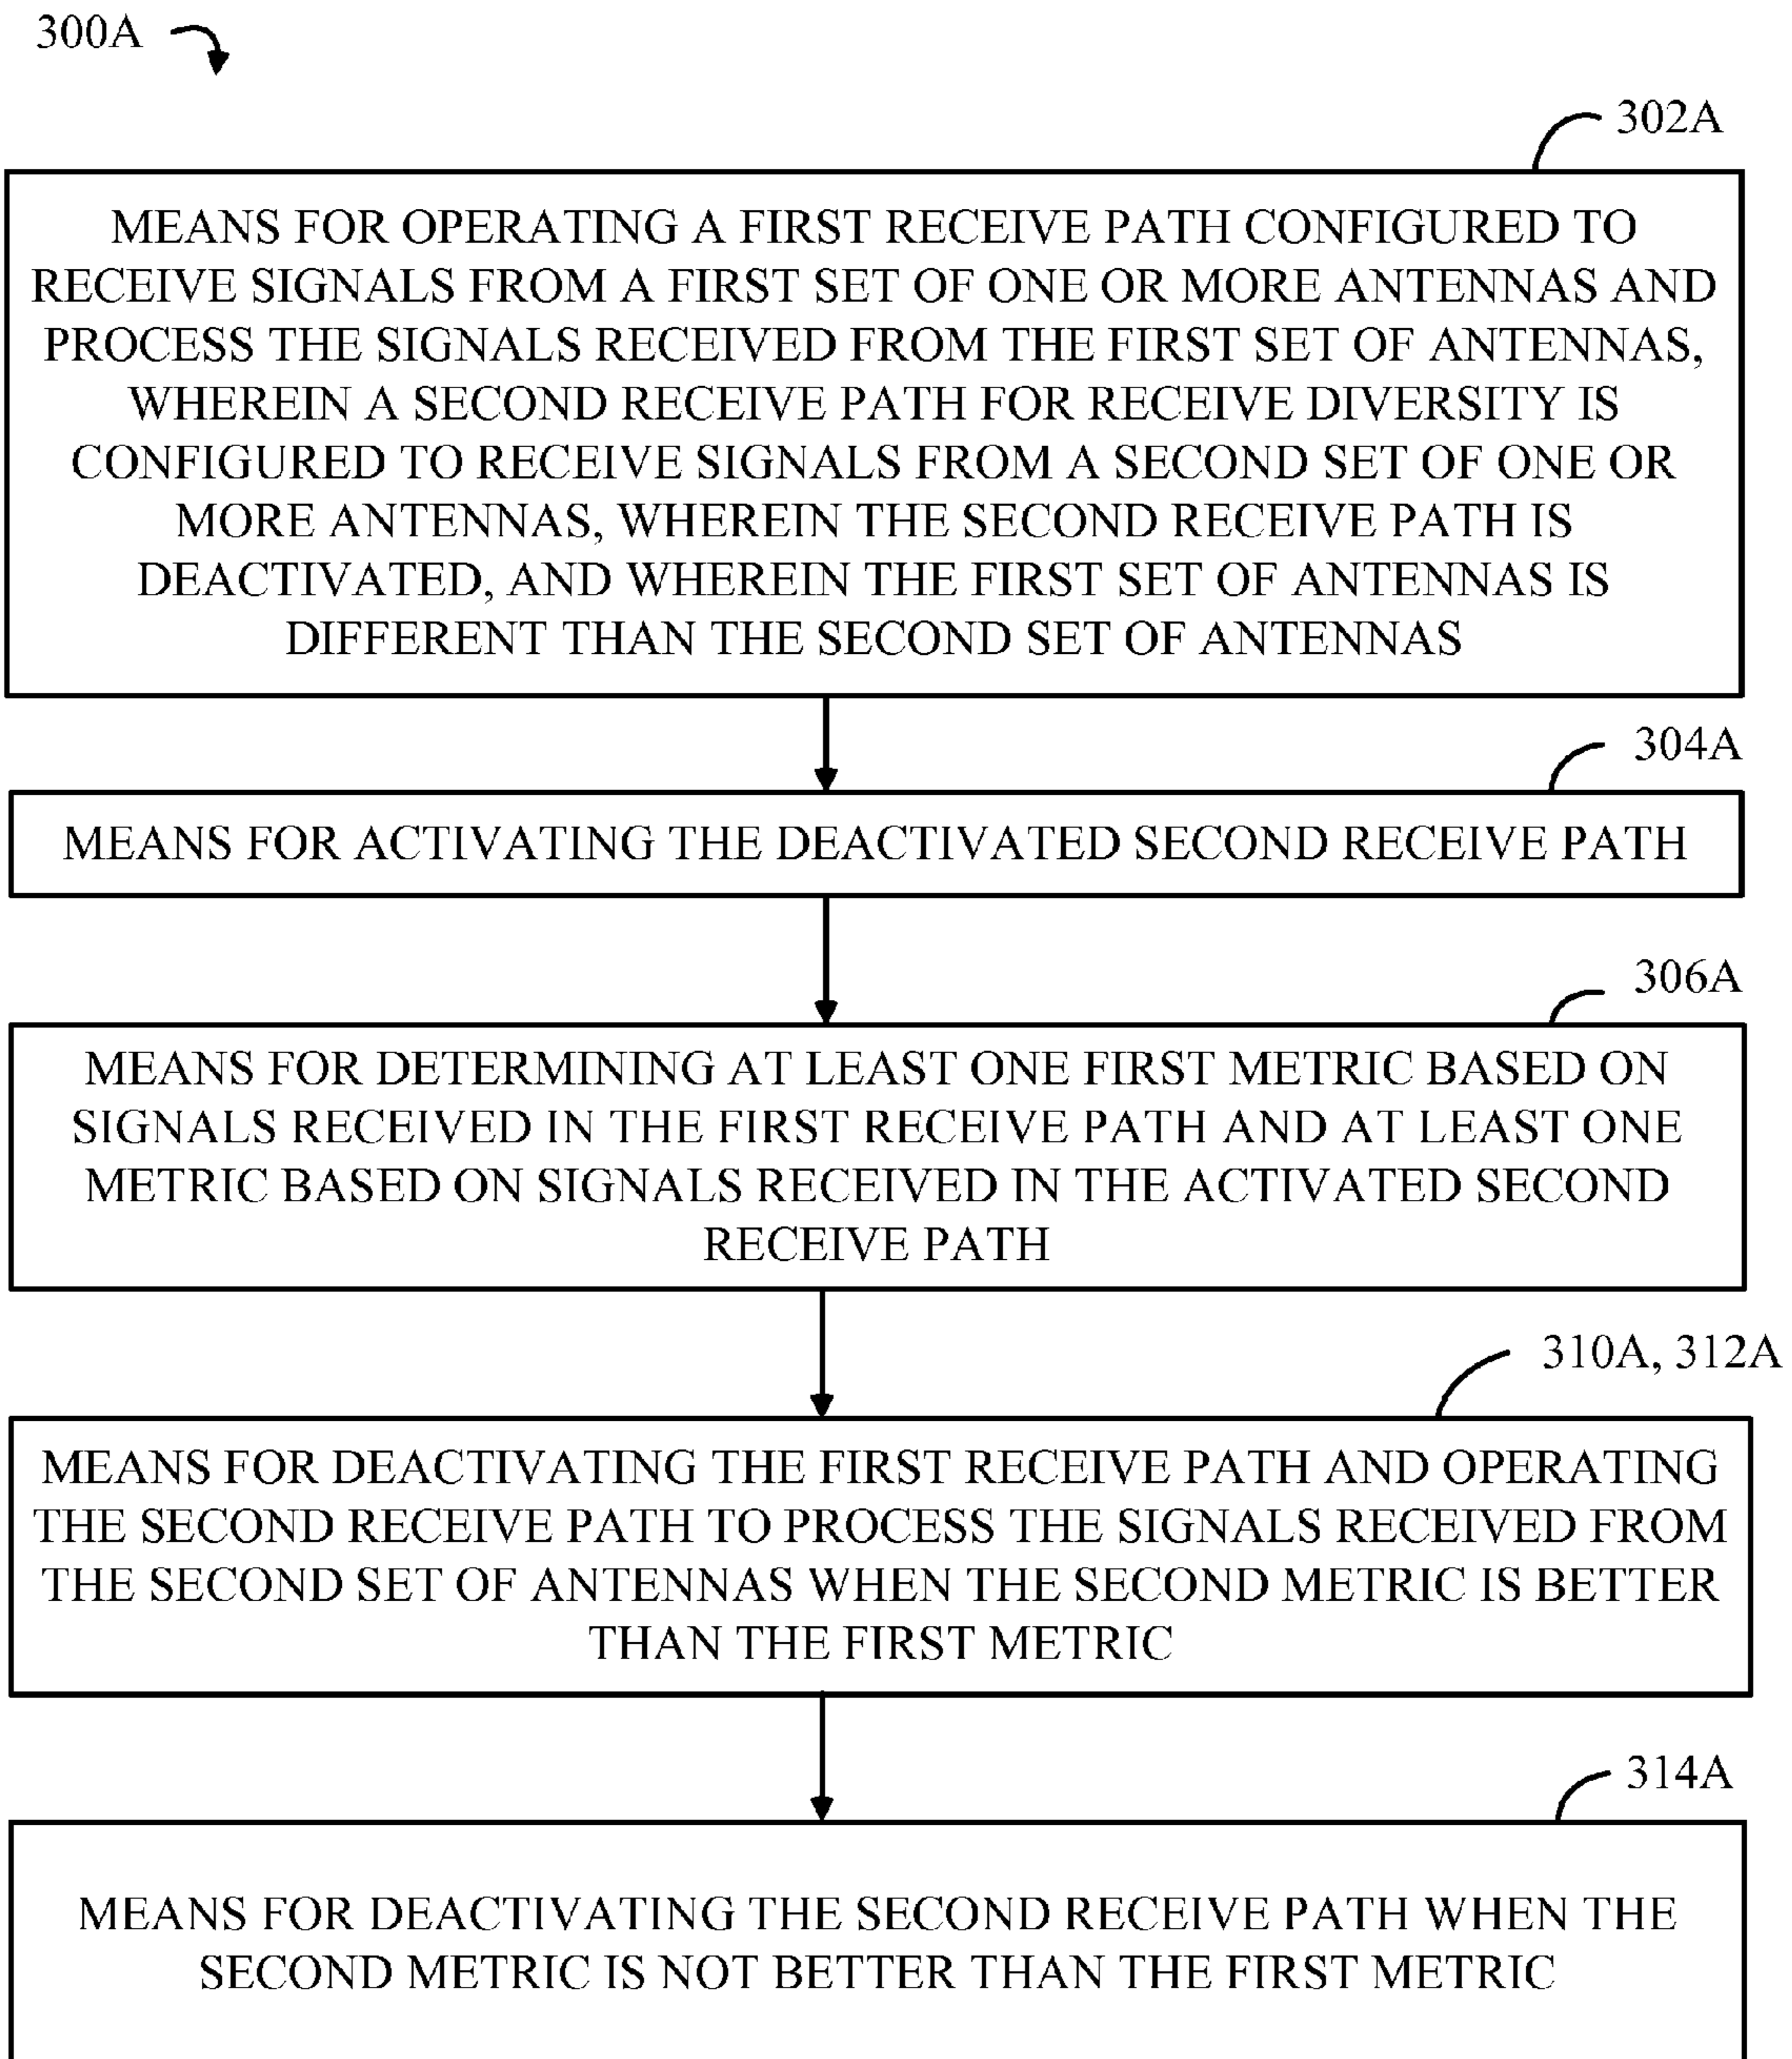 300A
302A
MEANS FOR OPERATING A FIRST RECEIVE PATH CONFIGURED TO
RECEIVE SIGNALS FROM A FIRST SET OF ONE OR MORE ANTENNAS AND
PROCESS THE SIGNALS RECEIVED FROM THE FIRST SET OF ANTENNAS,
WHEREIN A SECOND RECEIVE PATH FOR RECEIVE DIVERSITY IS
CONFIGURED TO RECEIVE SIGNALS FROM A SECOND SET OF ONE OR
MORE ANTENNAS, WHEREIN THE SECOND RECEIVE PATH IS
DEACTIVATED, AND WHEREIN THE FIRST SET OF ANTENNAS IS
DIFFERENT THAN THE SECOND SET OF ANTENNAS
304A
MEANS FOR ACTIVATING THE DEACTIVATED SECOND RECEIVE PATH
306A
MEANS FOR DETERMINING AT LEAST ONE FIRST METRIC BASED ON
SIGNALS RECEIVED IN THE FIRST RECEIVE PATH AND AT LEAST ONE
METRIC BASED ON SIGNALS RECEIVED IN THE ACTIVATED SECOND
RECEIVE PATH
310A, 312A
MEANS FOR DEACTIVATING THE FIRST RECEIVE PATH AND OPERATING
THE SECOND RECEIVE PATH TO PROCESS THE SIGNALS RECEIVED FROM
THE SECOND SET OF ANTENNAS WHEN THE SECOND METRIC IS BETTER
THAN THE FIRST METRIC
314A
MEANS FOR DEACTIVATING THE SECOND RECEIVE PATH WHEN THE
SECOND METRIC IS NOT BETTER THAN THE FIRST METRIC